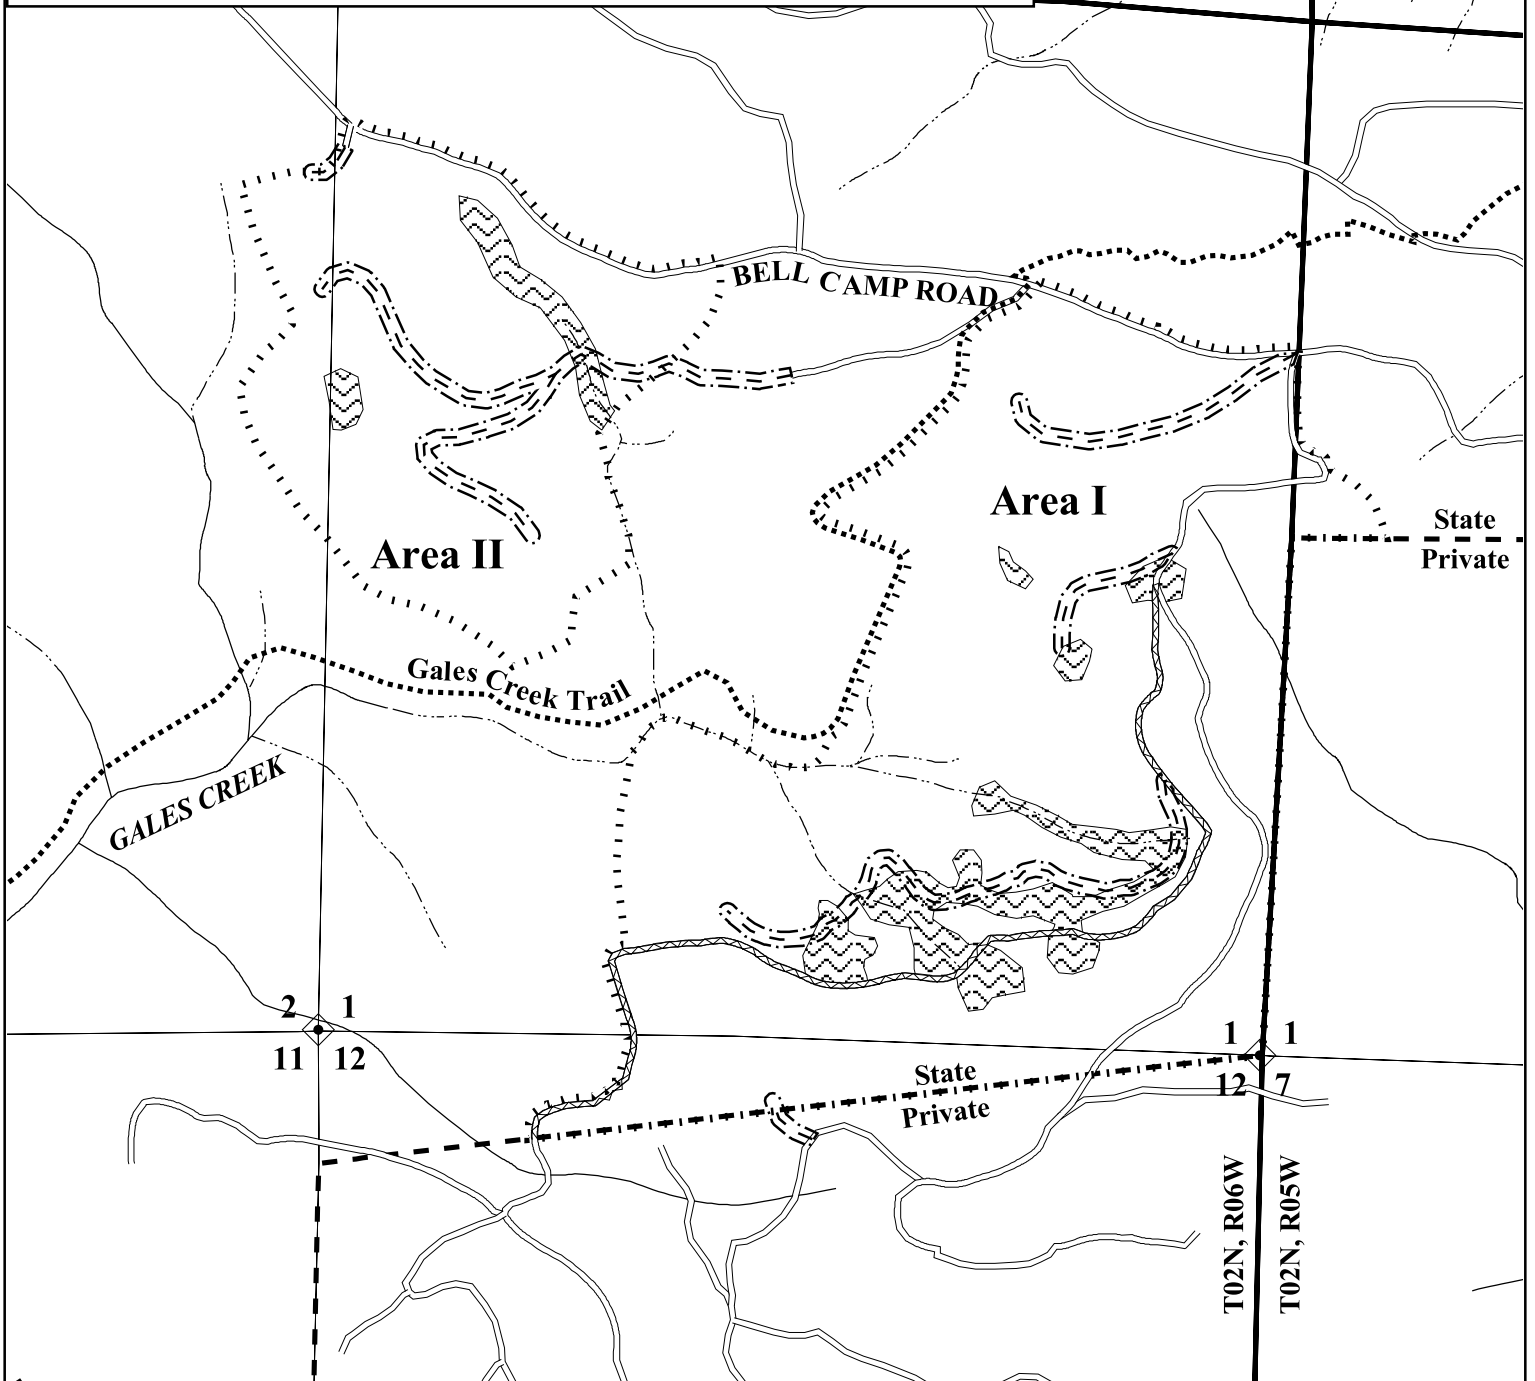 BELL CAMP ROAD
Area I
State
Private
Area II
Gales Creek Trail
GALES CREEK
2 1
11 12
1 1
12 7
State
Private
T02N, R06W
T02N, R05W